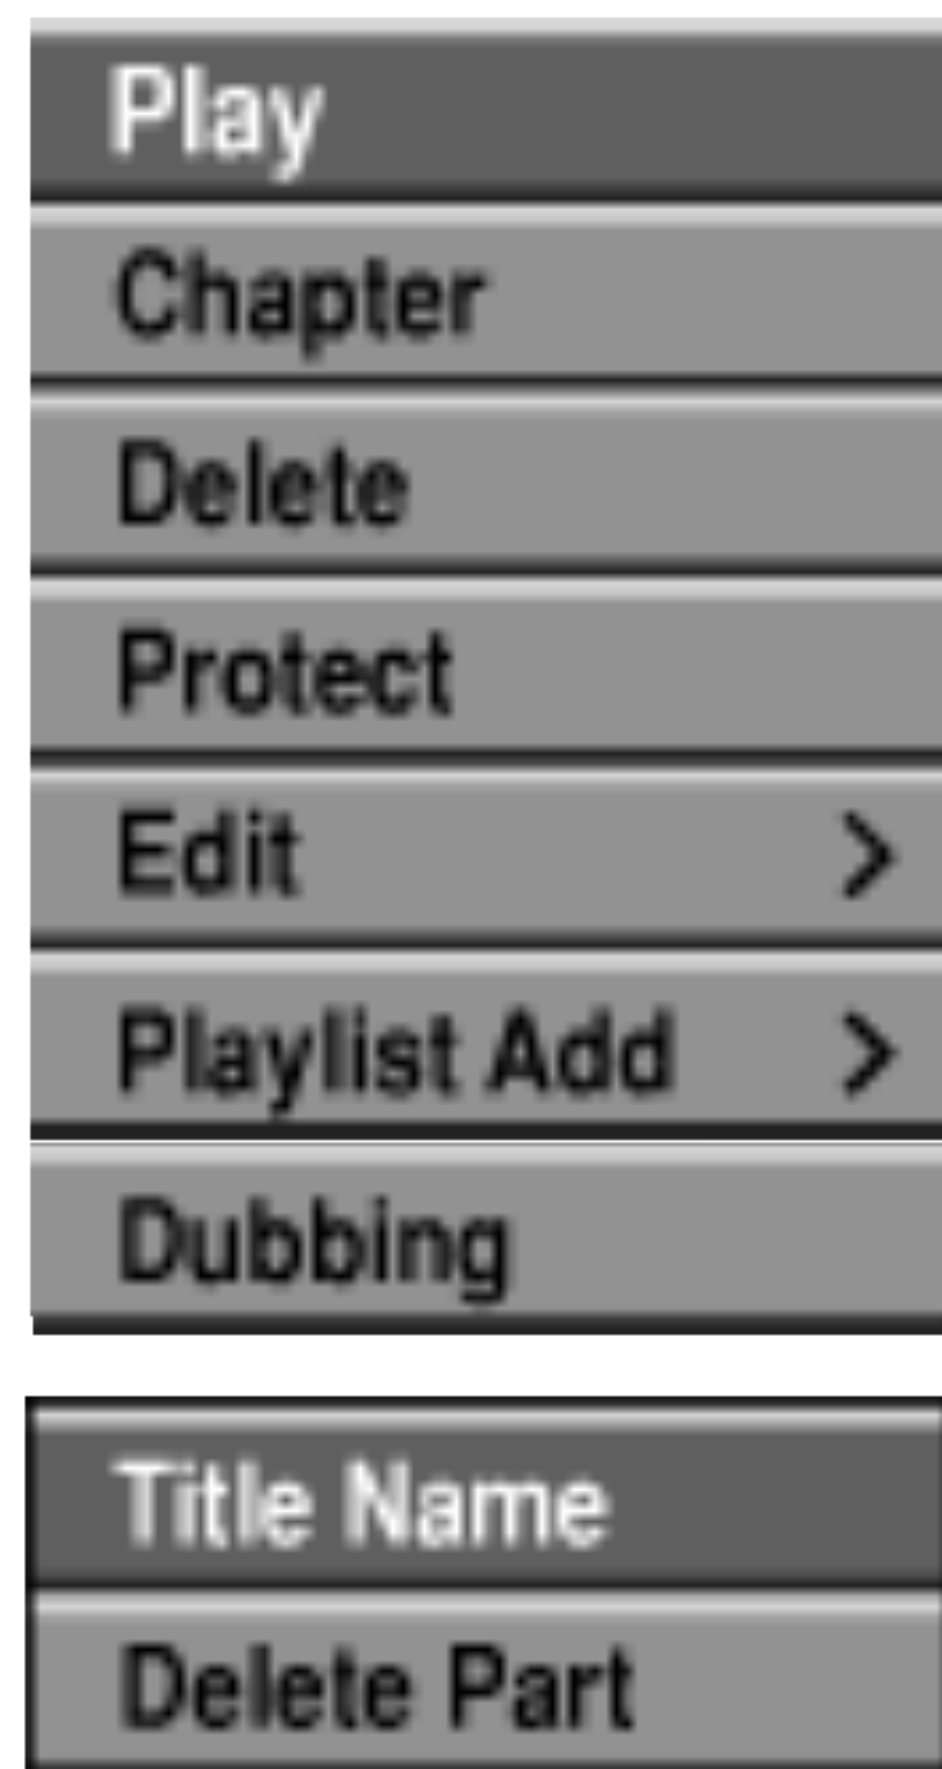 Play
Chapter
Delete
Protect
Edit >
Playlist Add >
Dubbing
Title Name
Delete Part